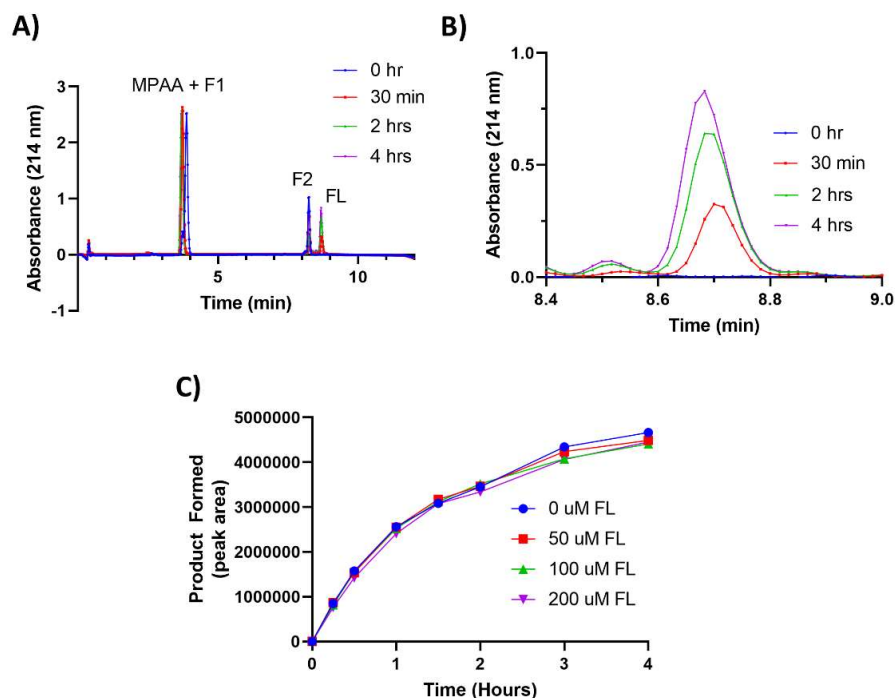 A)
MPAA + F1
0 hr
30 min
2 hrs
4 hrs
F2
FL
Absorbance (214 nm)
3
2
1
0
-1
5
10
Time (min)
B)
Absorbance (214 nm)
1.0
0.5
0.0
0 hr
30 min
2 hrs
4 hrs
8.4
8.6
8.8
9.0
Time (min)
C)
Product Formed
(peak area)
5000000
4000000
3000000
2000000
1000000
0
0 uM FL
50 uM FL
100 uM FL
200 uM FL
0
1
2
3
4
Time (Hours)